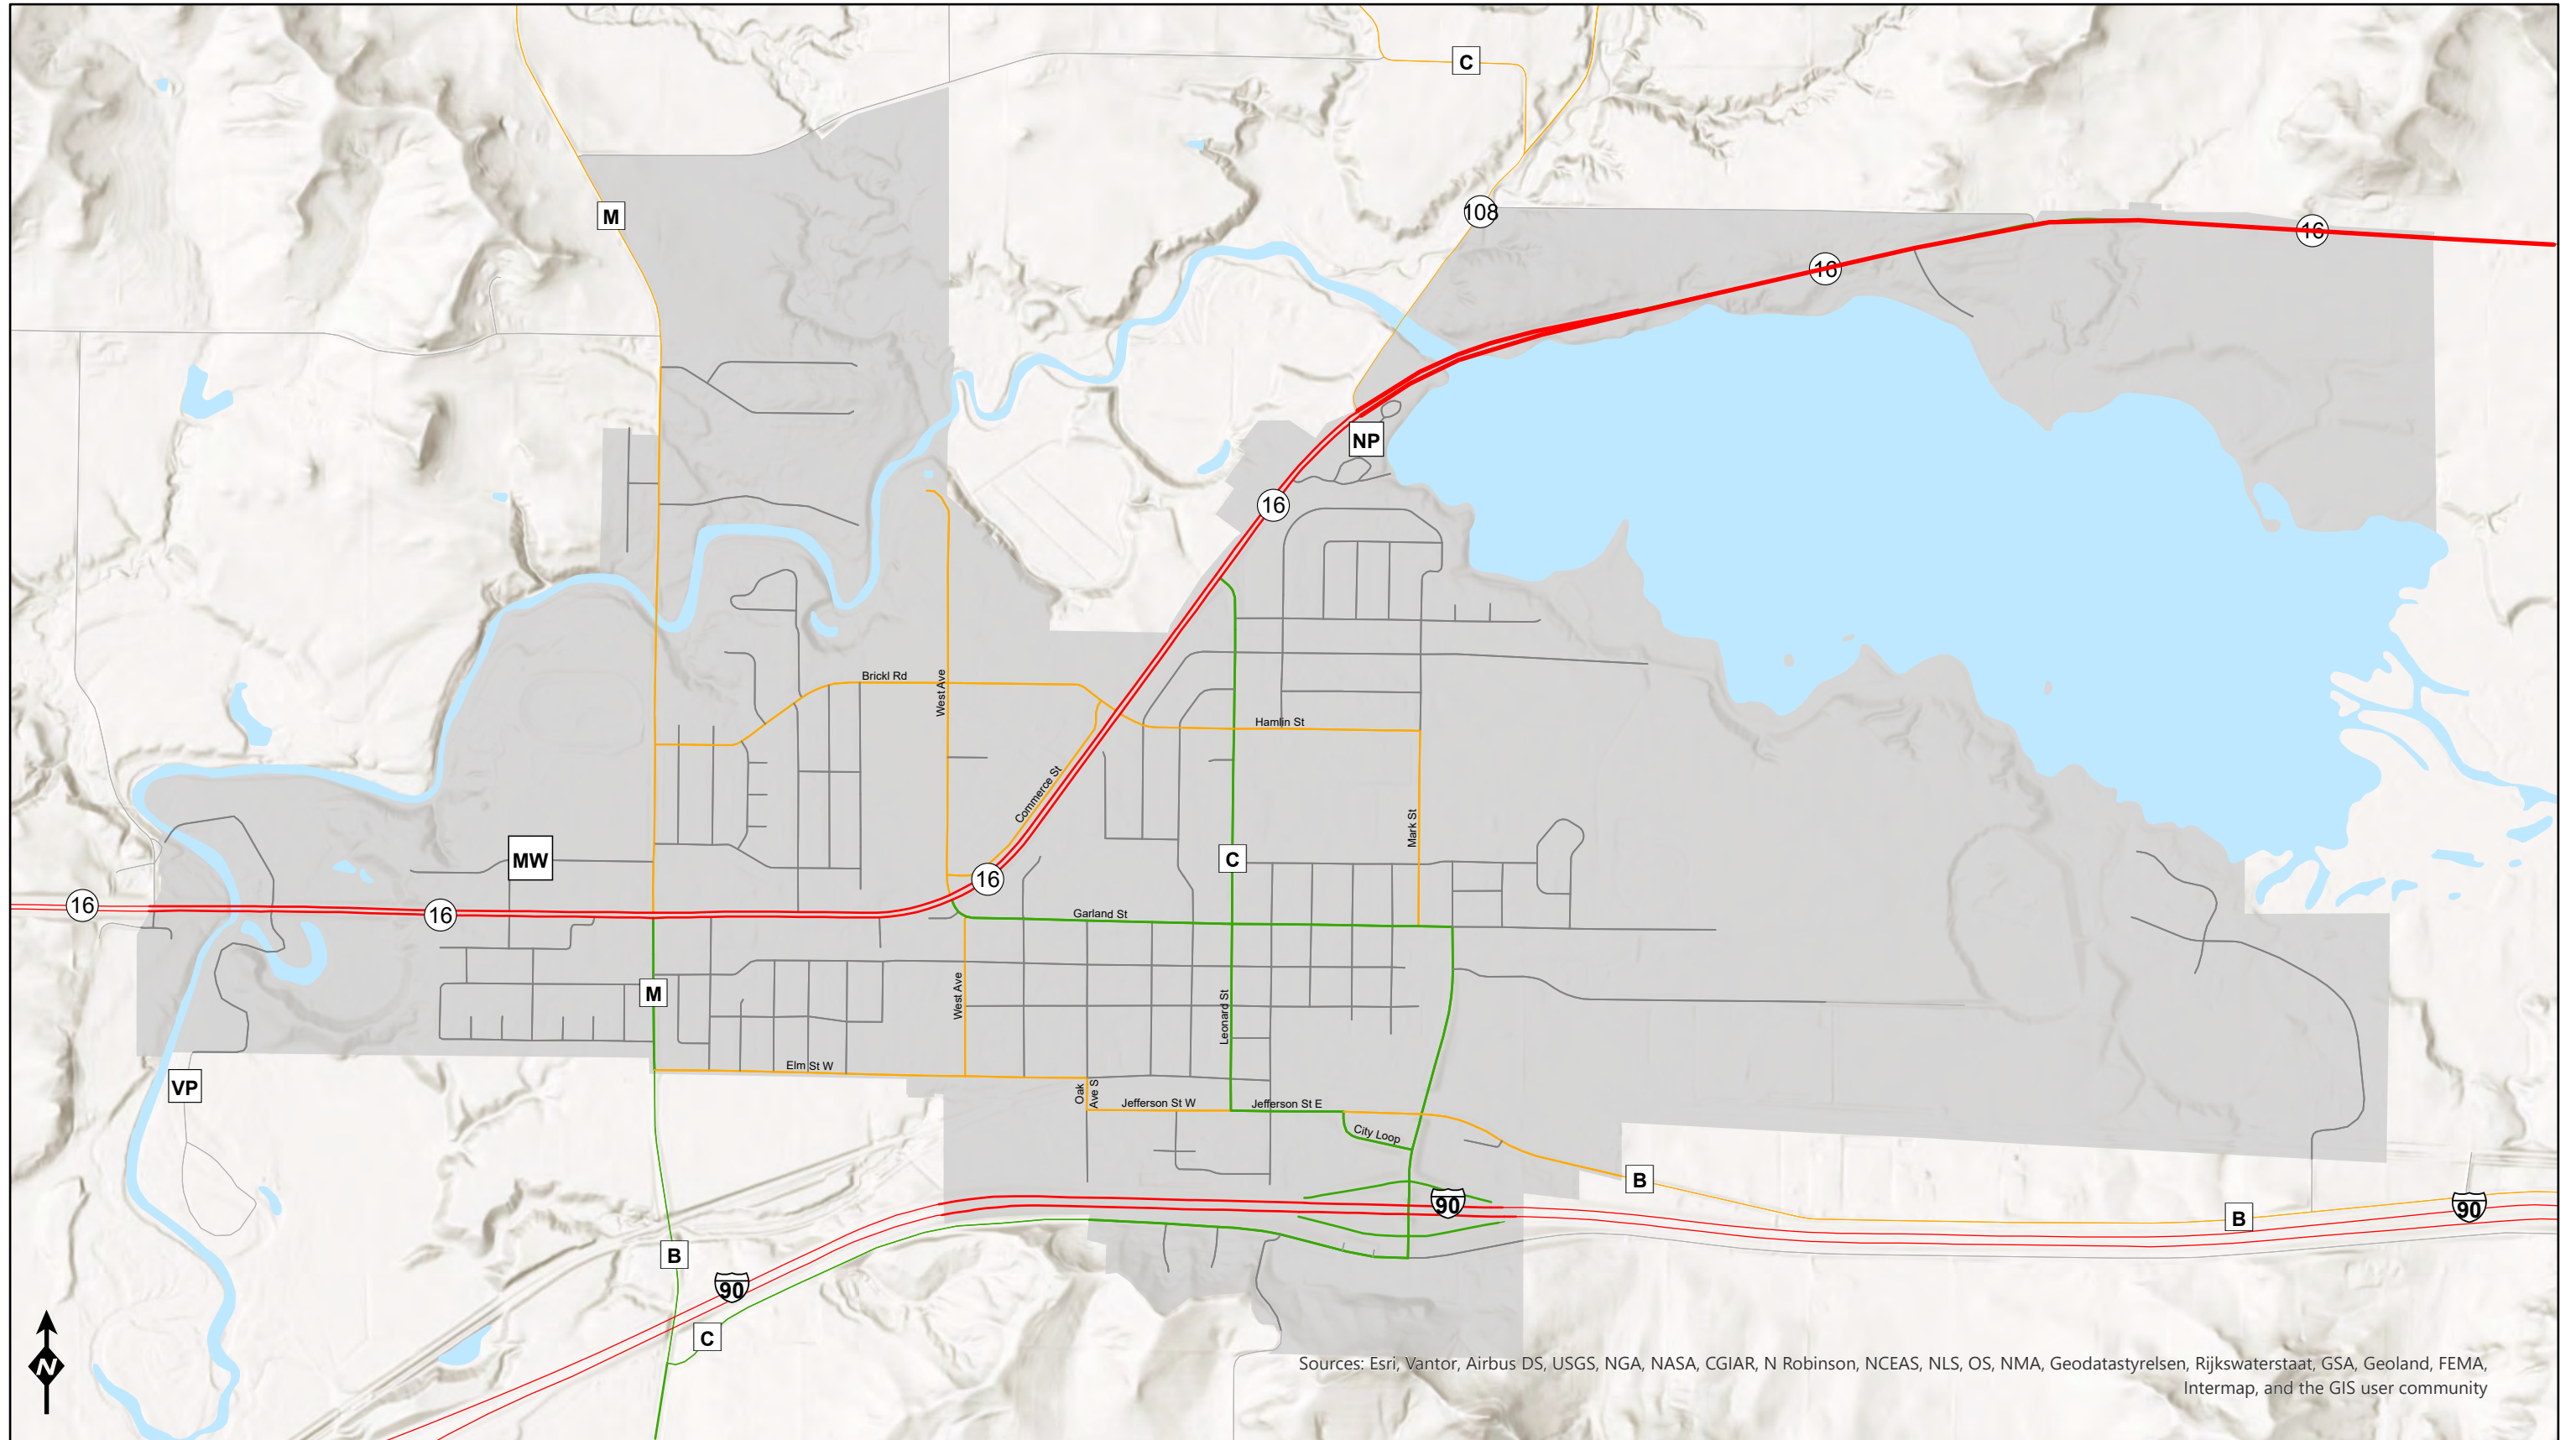 C
M
108
16
16
NP
16
Brickl Rd
West Ave
Hamlin St
Commerce St
Mark St
MW
C
16
16
16
Garland St
M
West Ave
Leonard St
Elm St W
VP
Oak
Ave S
Jefferson St W
Jefferson St E
City Loop
B
90
90
B
B
90
C
N
Sources: Esri, Vantor, Airbus DS, USGS, NGA, NASA, CGIAR, N Robinson, NCEAS, NLS, OS, NMA, Geodatastyrelsen, Rijkswaterstaat, GSA, Geoland, FEMA,
Intermap, and the GIS user community